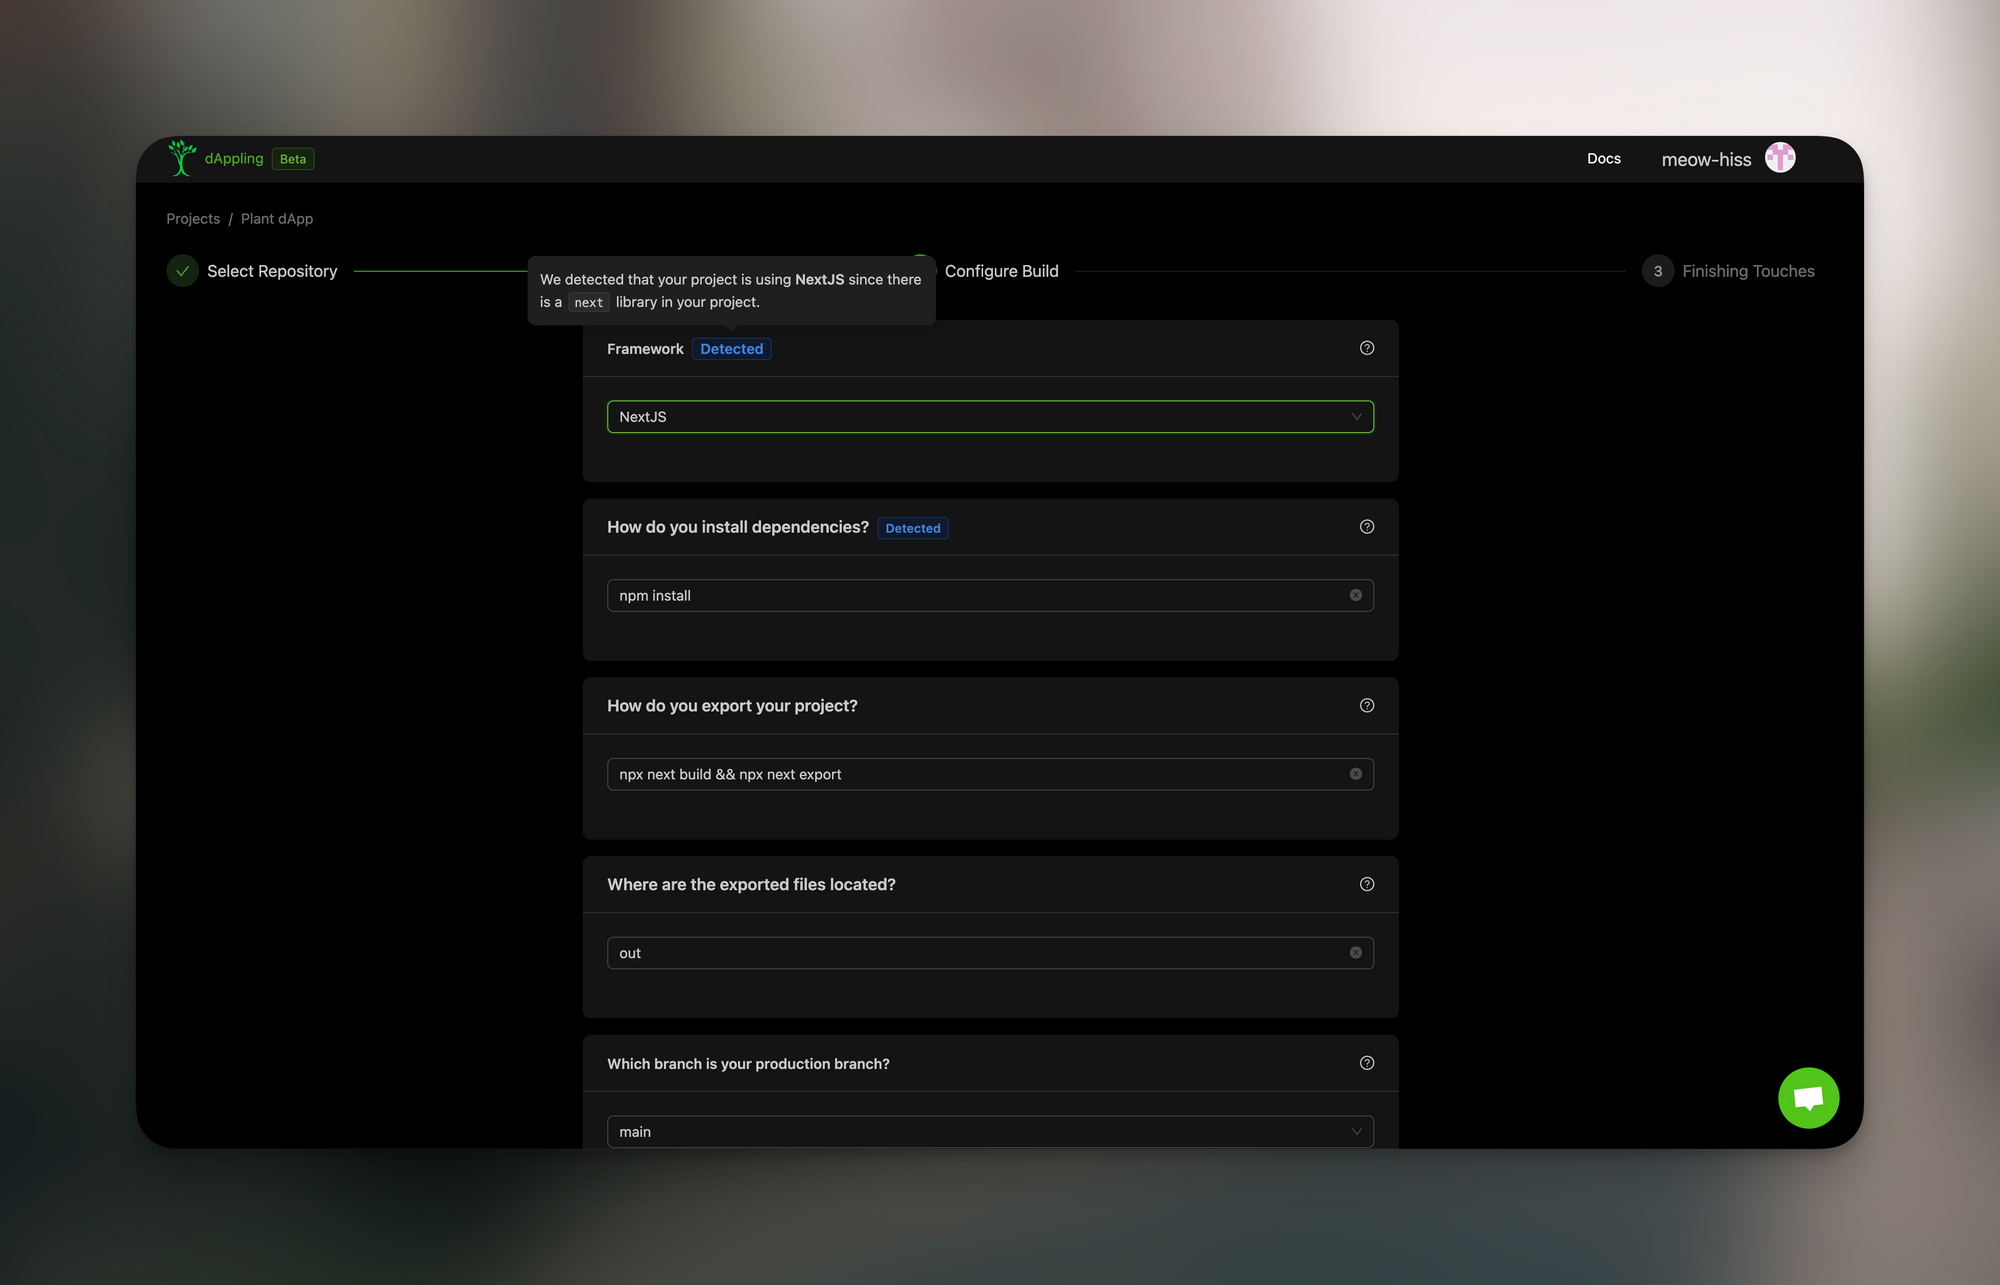 dAppling Beta
Docs
meow-hiss
Projects / Plant dApp
Select Repository
Configure Build
3 Finishing Touches
We detected that your project is using NextJS since there
is a next library in your project.
Framework Detected
NextJS
How do you install dependencies? Detected
npm install
How do you export your project?
npx next build && npx next export
Where are the exported files located?
out
Which branch is your production branch?
main